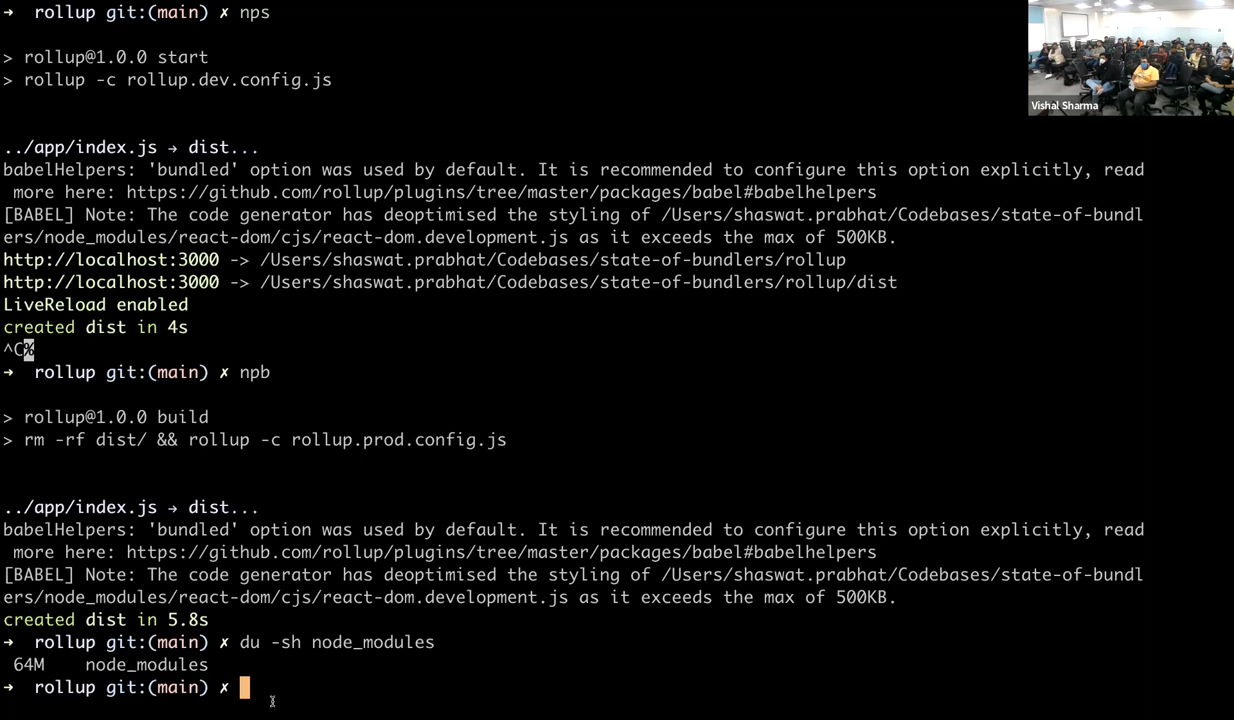 → rollup git:(main) ✗ nps
> rollup@1.0.0 start
> rollup -c rollup.dev.config.js
../app/index.js → dist...
babelHelpers: 'bundled' option was used by default. It is recommended to configure this option explicitly, read
more here: https://github.com/rollup/plugins/tree/master/packages/babel#babelhelpers
[BABEL] Note: The code generator has deoptimised the styling of /Users/shaswat.prabhat/Codebases/state-of-bundl
ers/node_modules/react-dom/cjs/react-dom.development.js as it exceeds the max of 500KB.
http://localhost:3000 -> /Users/shaswat.prabhat/Codebases/state-of-bundlers/rollup
http://localhost:3000 -> /Users/shaswat.prabhat/Codebases/state-of-bundlers/rollup/dist
LiveReload enabled
created dist in 4s
^C%
→ rollup git:(main) ✗ npb
> rollup@1.0.0 build
> rm -rf dist/ && rollup -c rollup.prod.config.js
../app/index.js → dist...
babelHelpers: 'bundled' option was used by default. It is recommended to configure this option explicitly, read
more here: https://github.com/rollup/plugins/tree/master/packages/babel#babelhelpers
[BABEL] Note: The code generator has deoptimised the styling of /Users/shaswat.prabhat/Codebases/state-of-bundl
ers/node_modules/react-dom/cjs/react-dom.development.js as it exceeds the max of 500KB.
created dist in 5.8s
→ rollup git:(main) ✗ du -sh node_modules
64M node_modules
→ rollup git:(main) ✗
Vishal Sharma